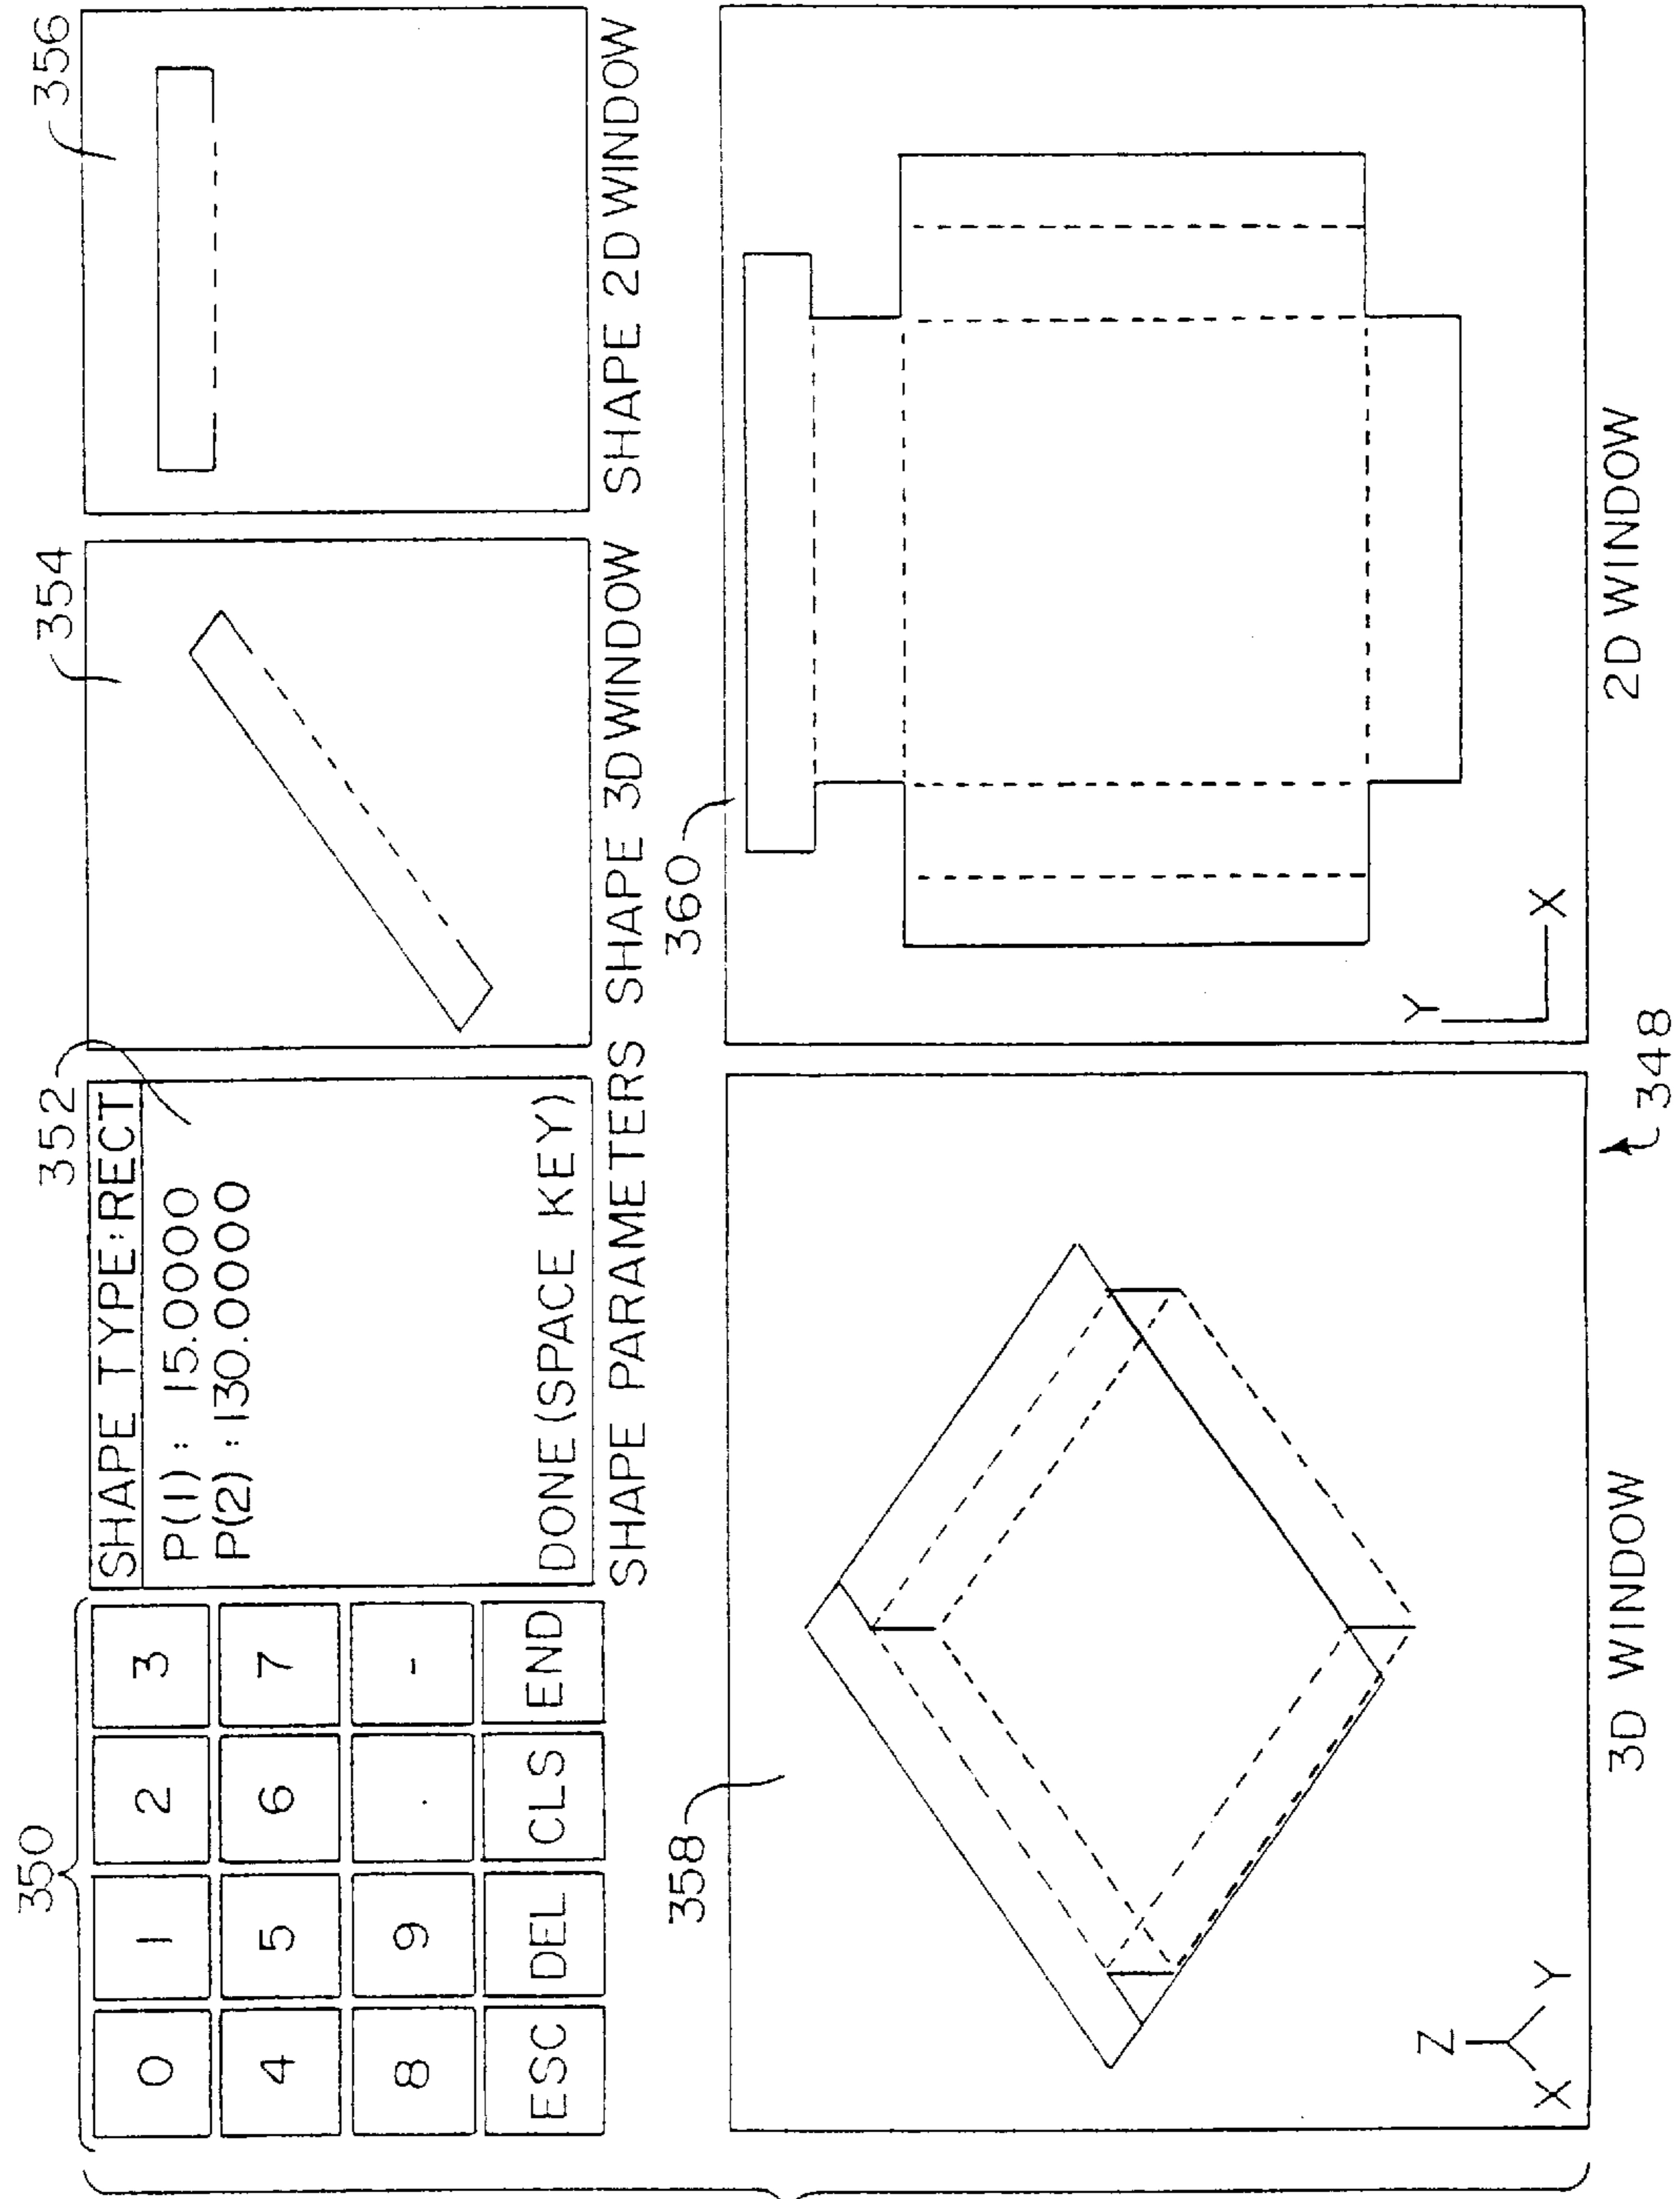 350
0 1 2 3
4 5 6 7
8 9 . -
ESC DEL CLS END
352
SHAPE TYPE:RECT
P(1) : 15.0000
P(2) : 130.0000
DONE (SPACE KEY)
SHAPE PARAMETERS
354
SHAPE 3D WINDOW
356
SHAPE 2D WINDOW
358
Z
X Y
3D WINDOW
360
Y
X
2D WINDOW
348